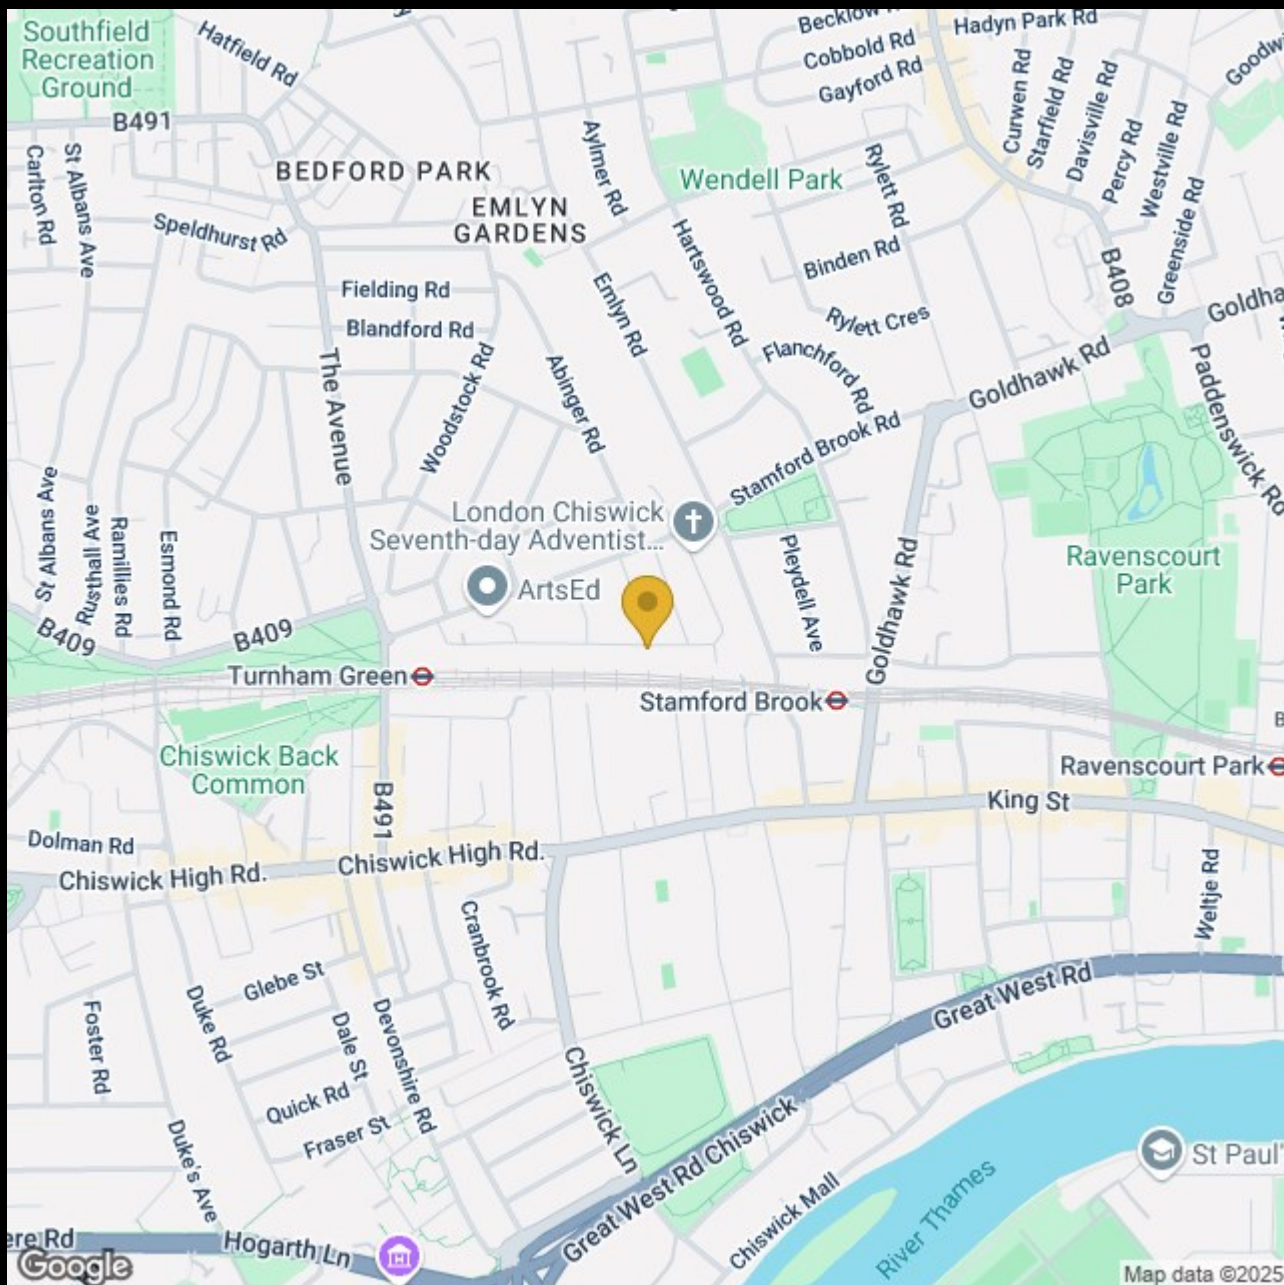 Southfield
Recreation
Ground
Hatfield Rd
Cobbold Rd
Gayford Rd
Hadyn Park Rd
Curwen Rd
Starfield Rd
Davisville Rd
Percy Rd
Westville Rd
Greenside Rd
B491
Carlton Rd
St Albans Ave
BEDFORD PARK
Aylmer Rd
Wendell Park
Rylett Rd
EMLYN
GARDENS
Speldhurst Rd
Hartswood Rd
Binden Rd
B408
Fielding Rd
Emlyn Rd
Blandford Rd
Rylett Cres
Flanchford Rd
The Avenue
Woodstock Rd
Abinger Rd
Goldhawk Rd
Stamford Brook Rd
St Albans Ave
Rusthall Ave
Ramillies Rd
Esmond Rd
London Chiswick
Seventh-day Adventist...
ArtsEd
Pleydell Ave
Goldhawk Rd
Ravenscourt
Park
B409
B409
Turnham Green
Stamford Brook
Chiswick Back
Common
Ravenscourt Park
B491
King St
Dolman Rd
Chiswick High Rd.
Chiswick High Rd.
Weltje Rd
Cranbrook Rd
Glebe St
Great West Rd
Foster Rd
Duke Rd
Dale St
Devonshire Rd
Quick Rd
Fraser St
Chiswick Ln
Great West Rd Chiswick
Duke's Ave
Hogarth Ln
Chiswick Mall
River Thames
St Paul'
Google
Map data ©2025